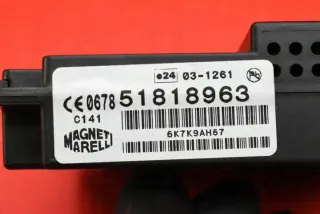 e24 03-1261
CE0678 51818963
C141
6K7K9AH67
MAGNETI
MARELLI